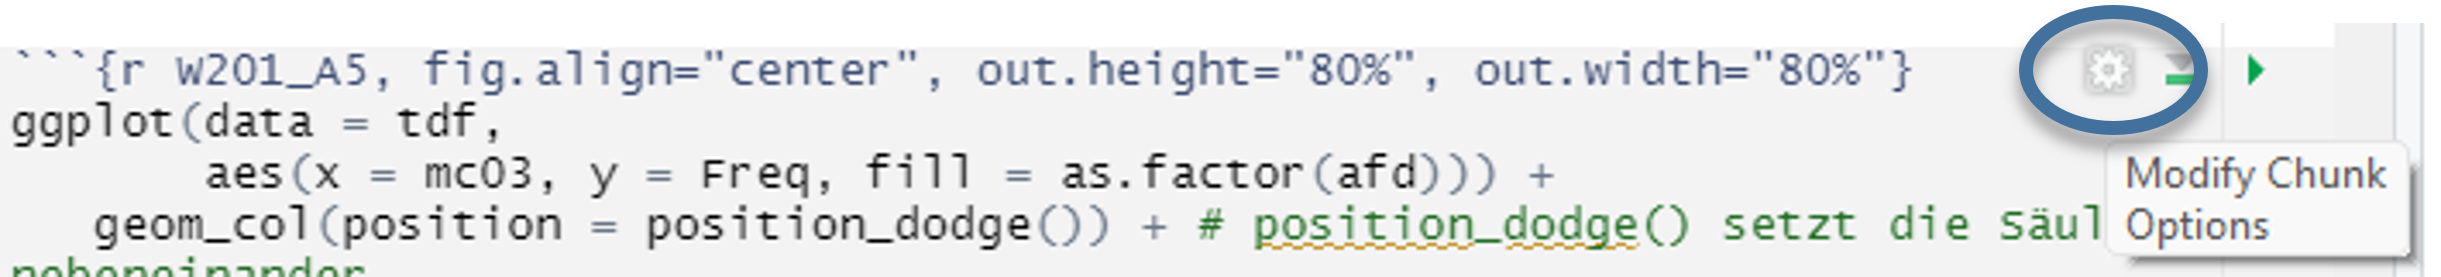 ```{r W201_A5, fig.align="center", out.height="80%", out.width="80%"}
ggplot(data = tdf,
aes(x = mc03, y = Freq, fill = as.factor(afd))) +
geom_col(position = position_dodge()) + # position_dodge() setzt die Säul
nebeneinander
Modify Chunk
Options